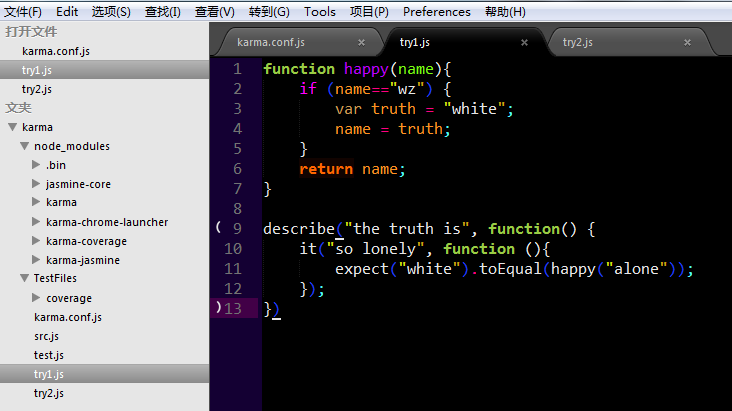 文件(F) Edit 选项(S) 查找(I) 查看(V) 转到(G) Tools 项目(P) Preferences 帮助(H)
打开文件
karma.conf.js
try1.js
try2.js
文夹
karma
node_modules
.bin
jasmine-core
karma
karma-chrome-launcher
karma-coverage
karma-jasmine
TestFiles
coverage
karma.conf.js
src.js
test.js
try1.js
try2.js
karma.conf.js × try1.js × try2.js ×
1 function happy(name){
2 if (name=="wz") {
3 var truth = "white";
4 name = truth;
5 }
6 return name;
7 }
8
9 describe("the truth is", function() {
10 it("so lonely", function (){
11 expect("white").toEqual(happy("alone"));
12 });
13 })